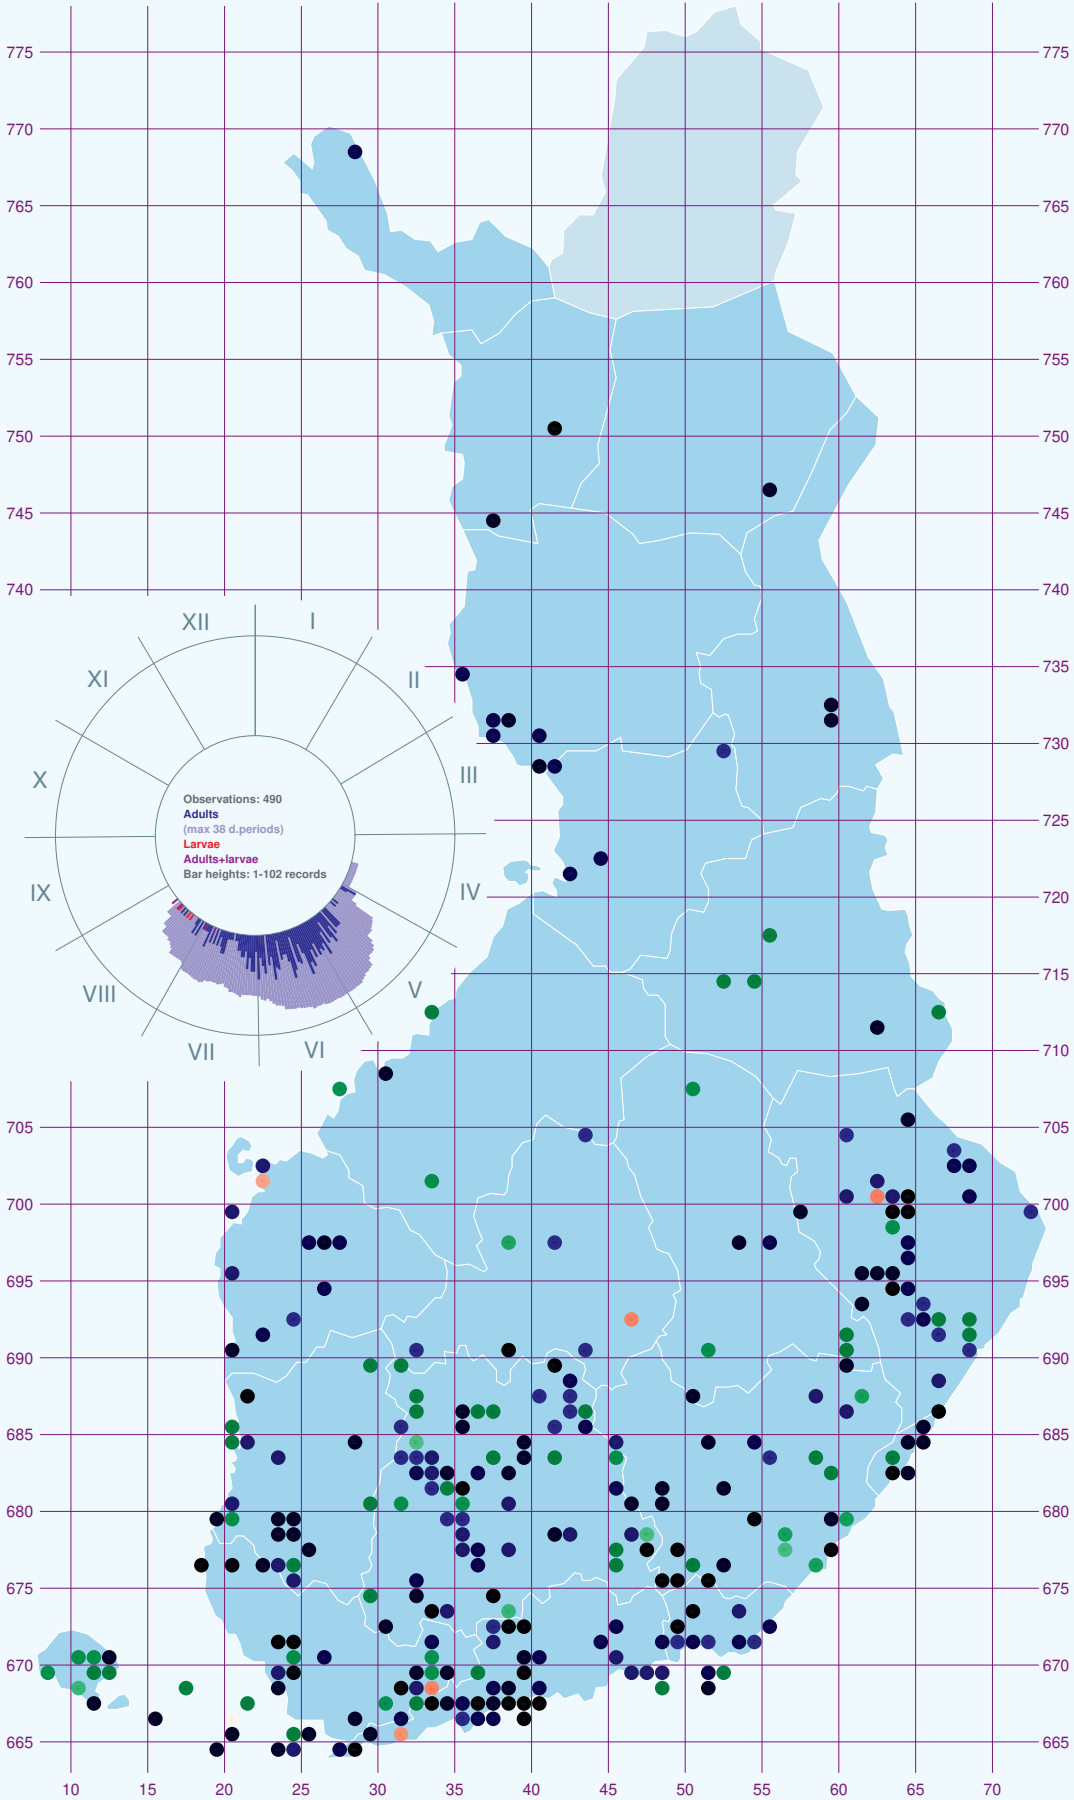 775 775
770 770
765 765
760 760
755 755
750 750
745 745
740 740
XII I
XI II
735
X III
730
Observations: 490
Adults
(max 38 d.periods)
Larvae
Adults+larvae
Bar heights: 1-102 records
725
IX IV
720
VIII V
715
VII VI
710
705 705
700 700
695 695
690 690
685 685
680 680
675 675
670 670
665 665
10 15 20 25 30 35 40 45 50 55 60 65 70